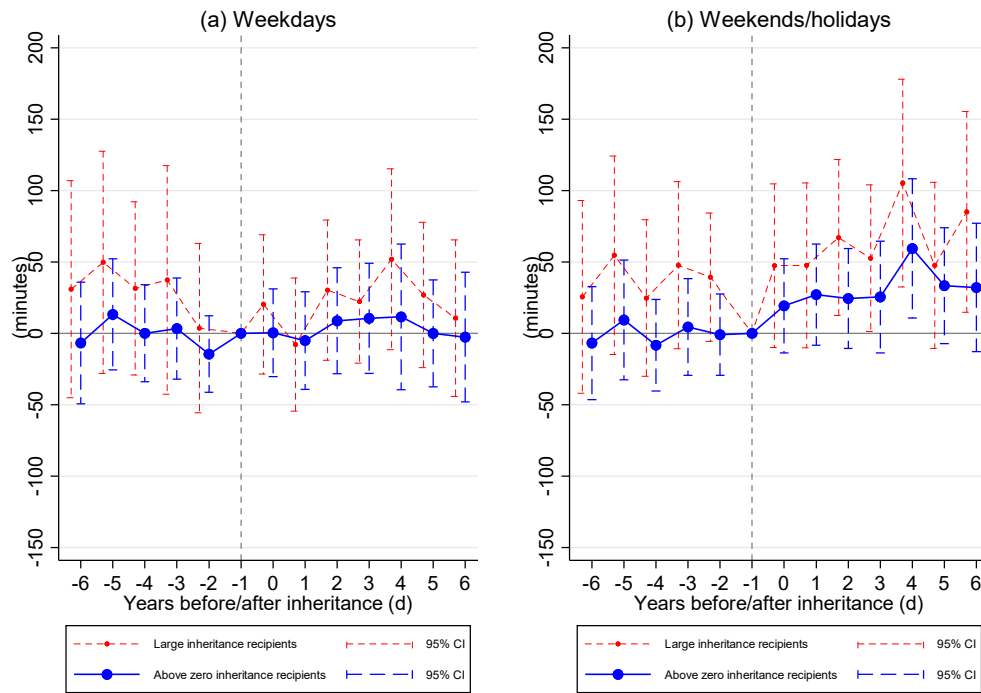 (a) Weekdays
200
150
100
50
0
-50
-100
-150
(minutes)
-6 -5 -4 -3 -2 -1 0 1 2 3 4 5 6
Years before/after inheritance (d)
Large inheritance recipients 95% CI
Above zero inheritance recipients 95% CI
(b) Weekends/holidays
200
150
100
50
0
-50
-100
-150
(minutes)
-6 -5 -4 -3 -2 -1 0 1 2 3 4 5 6
Years before/after inheritance (d)
Large inheritance recipients 95% CI
Above zero inheritance recipients 95% CI